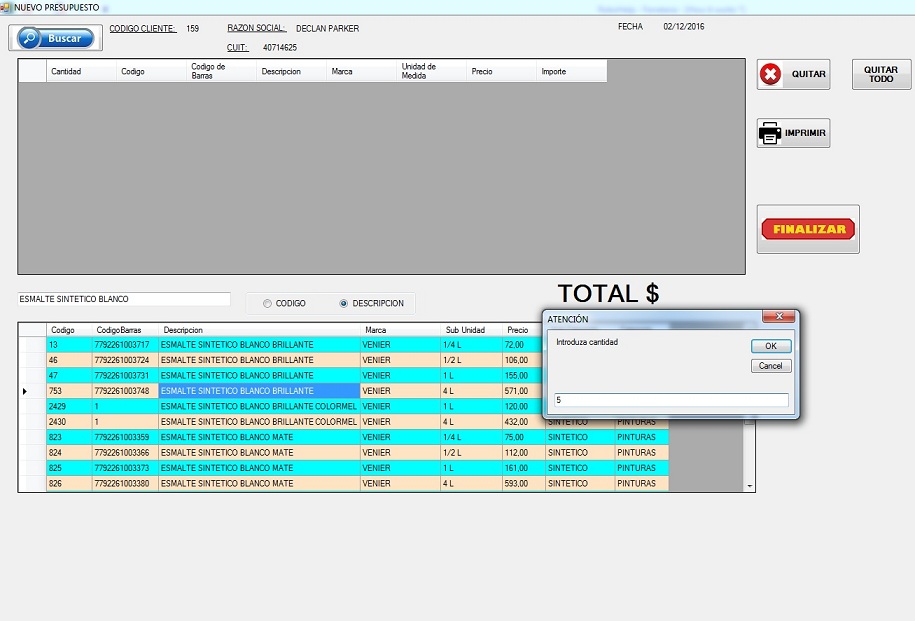 NUEVO PRESUPUESTO
Buscar
CODIGO CLIENTE: 159 RAZON SOCIAL: DECLAN PARKER FECHA 02/12/2016
CUIT: 40714625
Cantidad Codigo Codigo de Barras Descripcion Marca Unidad de Medida Precio Importe
QUITAR
QUITAR TODO
IMPRIMIR
FINALIZAR
TOTAL $
ESMALTE SINTETICO BLANCO CODIGO DESCRIPCION
ATENCIÓN
Introduza cantidad
OK
Cancel
5
Codigo CodigoBarras Descripcion Marca Sub Unidad Precio
13 7792261003717 ESMALTE SINTETICO BLANCO BRILLANTE VENIER 1/4 L 72,00
46 7792261003724 ESMALTE SINTETICO BLANCO BRILLANTE VENIER 1/2 L 106,00
47 7792261003731 ESMALTE SINTETICO BLANCO BRILLANTE VENIER 1 L 155,00
753 7792261003748 ESMALTE SINTETICO BLANCO BRILLANTE VENIER 4 L 571,00
2429 1 ESMALTE SINTETICO BLANCO BRILLANTE COLORMEL VENIER 1 L 120,00
2430 1 ESMALTE SINTETICO BLANCO BRILLANTE COLORMEL VENIER 4 L 432,00 SINTETICO PINTURAS
823 7792261003359 ESMALTE SINTETICO BLANCO MATE VENIER 1/4 L 75,00 SINTETICO PINTURAS
824 7792261003366 ESMALTE SINTETICO BLANCO MATE VENIER 1/2 L 112,00 SINTETICO PINTURAS
825 7792261003373 ESMALTE SINTETICO BLANCO MATE VENIER 1 L 161,00 SINTETICO PINTURAS
826 7792261003380 ESMALTE SINTETICO BLANCO MATE VENIER 4 L 593,00 SINTETICO PINTURAS